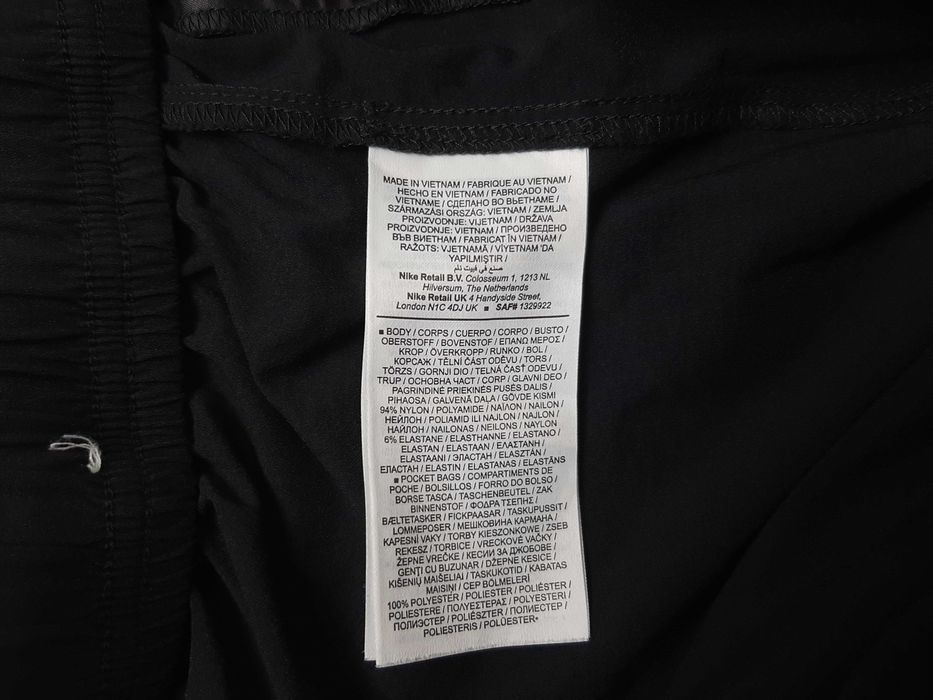 MADE IN VIETNAM / FABRIQUE AU VIETNAM /
HECHO EN VIETNAM / FABRICADO NO
VIETNAME / СДЕЛАНО ВО ВЬЕТНАМЕ /
SZÁRMAZÁSI ORSZÁG: VIETNAM / ZEMLJA
PROIZVODNJE: VIJETNAM / DRŽAVA
PROIZVODNJE: VIETNAM / ПРОИЗВЕДЕНО
ВЪВ ВИЕТНАМ / FABRICAT ÎN VIETNAM /
RAŽOTS: VJETNAMĀ / VİYETNAM 'DA
YAPILMIŞTIR /
صنع في فييت نام
Nike Retail B.V. Colosseum 1, 1213 NL
Hilversum, The Netherlands
Nike Retail UK 4 Handyside Street,
London N1C 4DJ UK ■ SAF# 1329922
■ BODY / CORPS / CUERPO / CORPO / BUSTO /
OBERSTOFF / BOVENSTOF / ΕΠΑΝΩ ΜΕΡΟΣ /
KROP / ÖVERKROPP / RUNKO / BOL /
КОРСАЖ / TĚLNÍ ČÁST ODĚVU / TORS /
TÖRZS / GORNJI DIO / TELNÁ ČASŤ ODEVU /
TRUP / ОСНОВНА ЧАСТ / CORP / GLAVNI DEO /
PAGRINDINĖ PRIEKINĖS PUSĖS DALIS /
PIHAOSA / GALVENĀ DAĻA / GÖVDE KISMI
94% NYLON / POLYAMIDE / ΝΑΪΛΟΝ / NAILON /
НЕЙЛОН / POLIAMID ILI NAJLON / NAJLON /
НАЙЛОН / NAILONAS / NEILONS / NAYLON
6% ELASTANE / ELASTHANNE / ELASTANO /
ELASTAN / ELASTAAN / ΕΛΑΣΤΑΝΗ /
ELASTAANI / ЭЛАСТАН / ELASZTÁN /
ЕЛАСТАН / ELASTIN / ELASTANAS / ELASTĀNS
■ POCKET BAGS / COMPARTIMENTS DE
POCHE / BOLSILLOS / FORRO DO BOLSO /
BORSE TASCA / TASCHENBEUTEL / ZAK
BINNENSTOF / ΦΟΔΡΑ ΤΣΕΠΗΣ /
BÆLTETASKER / FICKPAASAR / TASKUPUSSIT /
LOMMEPOSER / МЕШКОВИНА КАРМАНА /
KAPESNÍ VAKY / TORBY KIESZONKOWE / ZSEB
REKESZ / TORBICE / VRECKOVÉ VAČKY /
ŽEPNE VREČKE / КЕСИИ ЗА ДЖОБОВЕ /
GENŢI CU BUZUNAR / DŽEPNE KESICE /
KIŠENIŲ MAIŠELIAI / TASKUKOTID / KABATAS
MAISIŅI / CEP BÖLMELERİ
100% POLYESTER / POLIESTER / POLIÉSTER /
POLIESTERE / ΠΟΛΥΕΣΤΕΡΑΣ / POLYESTERI /
ПОЛИЭСТЕР / POLIÉSZTER / ПОЛИЕСТЕР /
POLIESTERIS / POLÜESTER*